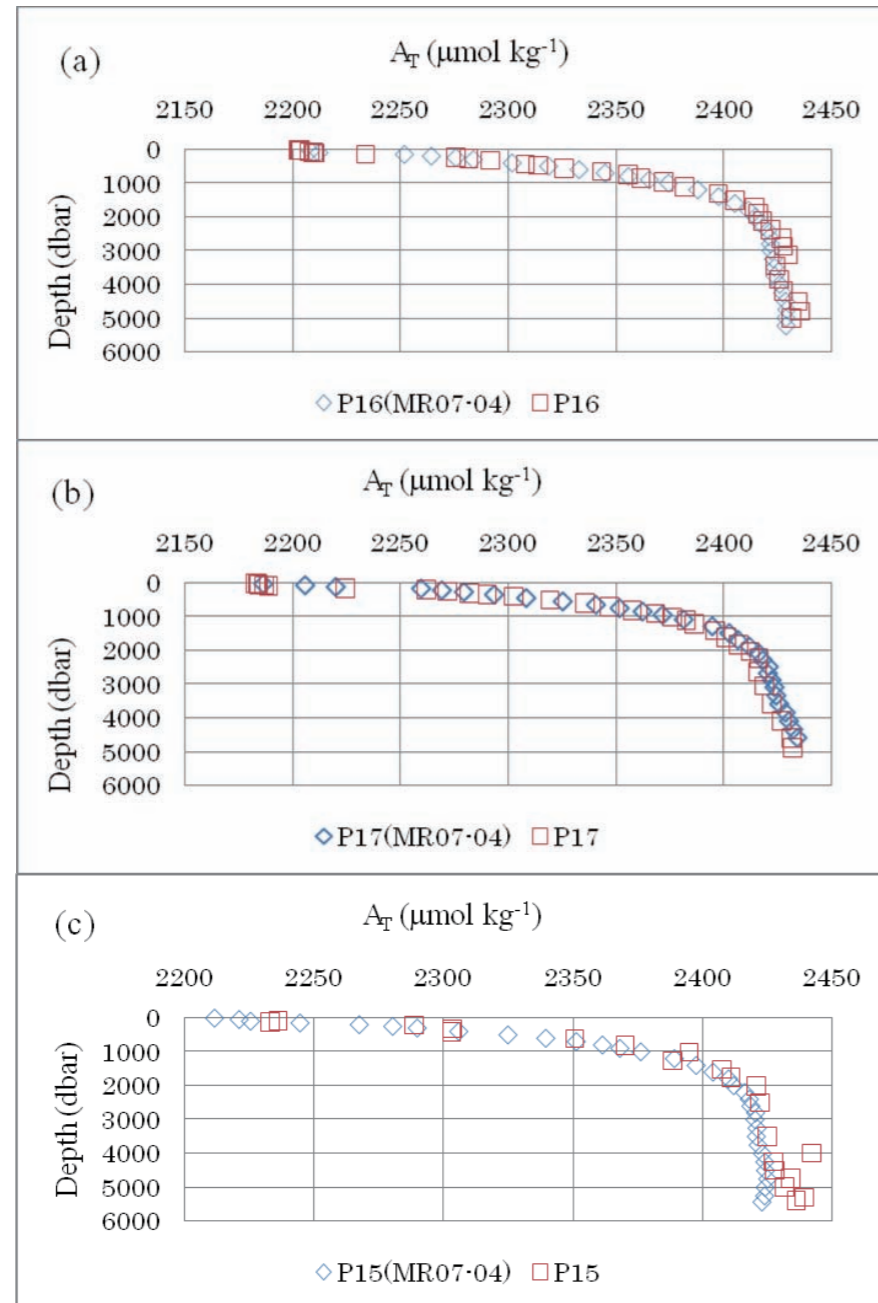 (a)
A_T (μmol kg⁻¹)
2150 2200 2250 2300 2350 2400 2450
0
1000
2000
3000
4000
5000
6000
Depth (dbar)
P16(MR07-04) P16
(b)
A_T (μmol kg⁻¹)
2150 2200 2250 2300 2350 2400 2450
0
1000
2000
3000
4000
5000
6000
Depth (dbar)
P17(MR07-04) P17
(c)
A_T (μmol kg⁻¹)
2200 2250 2300 2350 2400 2450
0
1000
2000
3000
4000
5000
6000
Depth (dbar)
P15(MR07-04) P15